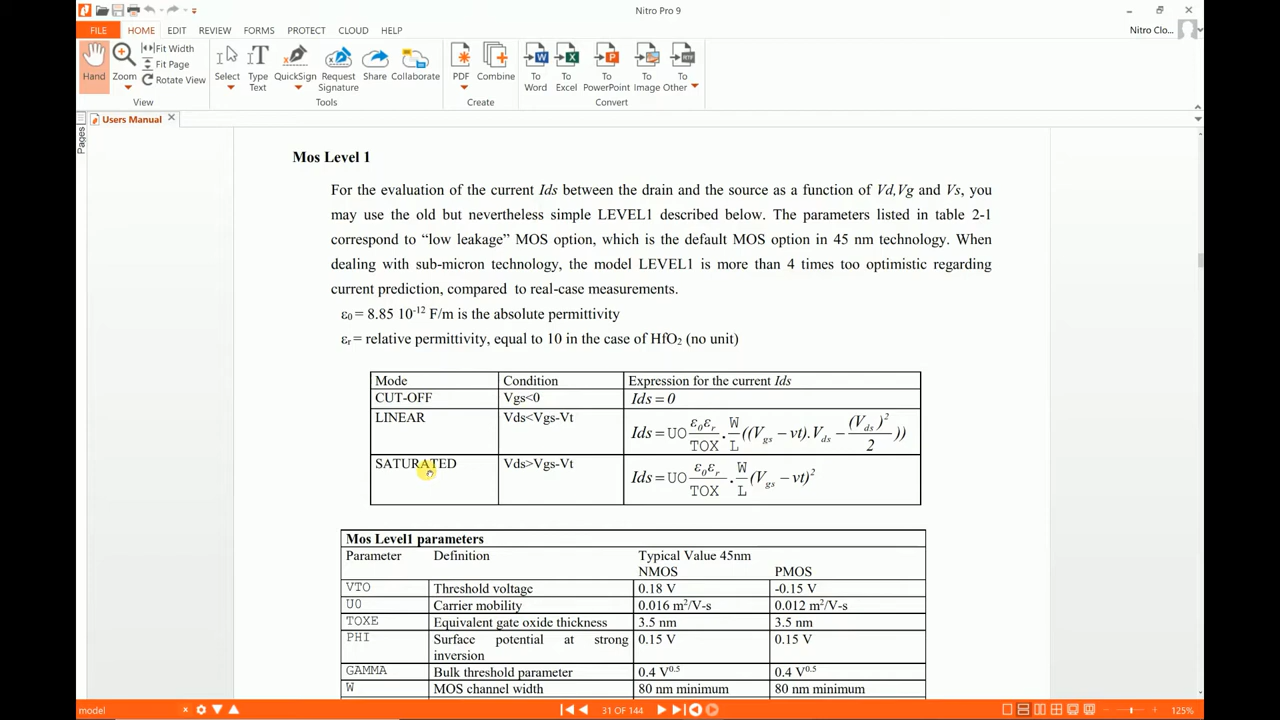 Nitro Pro 9
FILE HOME EDIT REVIEW FORMS PROTECT CLOUD HELP
Nitro Clo...
Hand
Zoom
Fit Width
Fit Page
Rotate View
View
Select
Type Text
QuickSign
Request Signature
Share
Collaborate
Tools
PDF
Combine
Create
To Word
To Excel
To PowerPoint
To Image
To Other
Convert
Users Manual
Pages
Mos Level 1
For the evaluation of the current Ids between the drain and the source as a function of Vd,Vg and Vs, you
may use the old but nevertheless simple LEVEL1 described below. The parameters listed in table 2-1
correspond to “low leakage” MOS option, which is the default MOS option in 45 nm technology. When
dealing with sub-micron technology, the model LEVEL1 is more than 4 times too optimistic regarding
current prediction, compared to real-case measurements.
ε0 = 8.85 10-12 F/m is the absolute permittivity
εr = relative permittivity, equal to 10 in the case of HfO2 (no unit)
Mode Condition Expression for the current Ids
CUT-OFF Vgs<0 Ids = 0
LINEAR Vds<Vgs-Vt Ids = U0 ε0εr/TOX . W/L ((Vgs − vt).Vds − (Vds)²/2))
SATURATED Vds>Vgs-Vt Ids = U0 ε0εr/TOX . W/L (Vgs − vt)²
Mos Level1 parameters
Parameter Definition Typical Value 45nm
NMOS PMOS
VTO Threshold voltage 0.18 V -0.15 V
U0 Carrier mobility 0.016 m2/V-s 0.012 m2/V-s
TOXE Equivalent gate oxide thickness 3.5 nm 3.5 nm
PHI Surface potential at strong 0.15 V 0.15 V
inversion
GAMMA Bulk threshold parameter 0.4 V0.5 0.4 V0.5
W MOS channel width 80 nm minimum 80 nm minimum
model
31 OF 144
125%